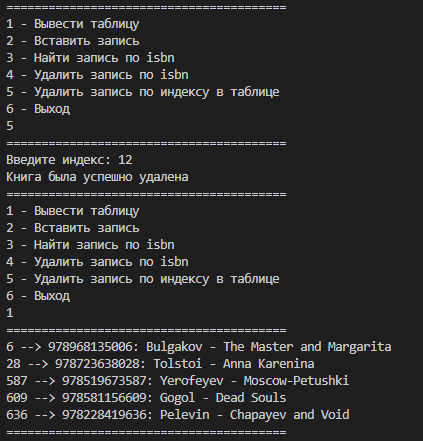 ========================================
1 - Вывести таблицу
2 - Вставить запись
3 - Найти запись по isbn
4 - Удалить запись по isbn
5 - Удалить запись по индексу в таблице
6 - Выход
5
========================================
Введите индекс: 12
Книга была успешно удалена
========================================
1 - Вывести таблицу
2 - Вставить запись
3 - Найти запись по isbn
4 - Удалить запись по isbn
5 - Удалить запись по индексу в таблице
6 - Выход
1
========================================
6 --> 978968135006: Bulgakov - The Master and Margarita
28 --> 978723638028: Tolstoi - Anna Karenina
587 --> 978519673587: Yerofeyev - Moscow-Petushki
609 --> 978581156609: Gogol - Dead Souls
636 --> 978228419636: Pelevin - Chapayev and Void
========================================